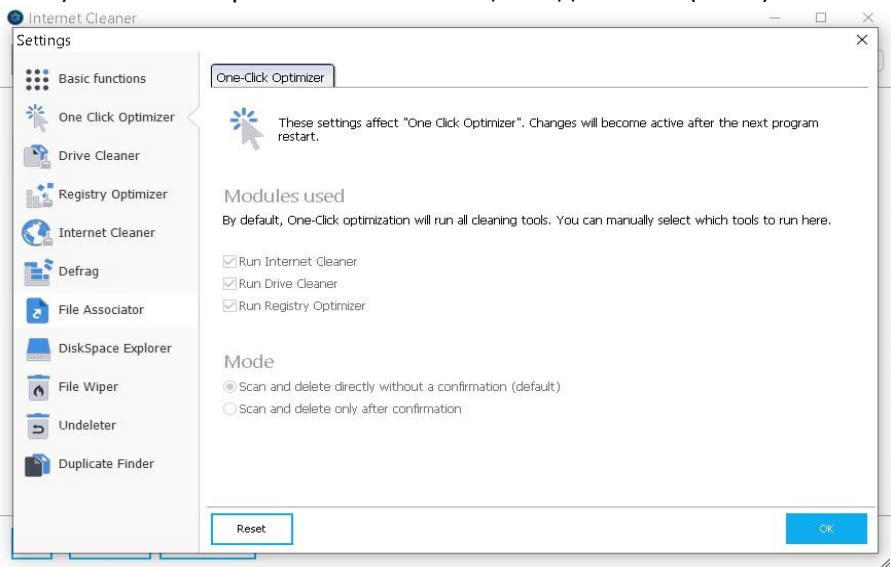 Internet Cleaner
Settings
Basic functions
One Click Optimizer
Drive Cleaner
Registry Optimizer
Internet Cleaner
Defrag
File Associator
DiskSpace Explorer
File Wiper
Undeleter
Duplicate Finder
One-Click Optimizer
These settings affect "One Click Optimizer". Changes will become active after the next program
restart.
Modules used
By default, One-Click optimization will run all cleaning tools. You can manually select which tools to run here.
Run Internet Cleaner
Run Drive Cleaner
Run Registry Optimizer
Mode
Scan and delete directly without a confirmation (default)
Scan and delete only after confirmation
Reset
OK